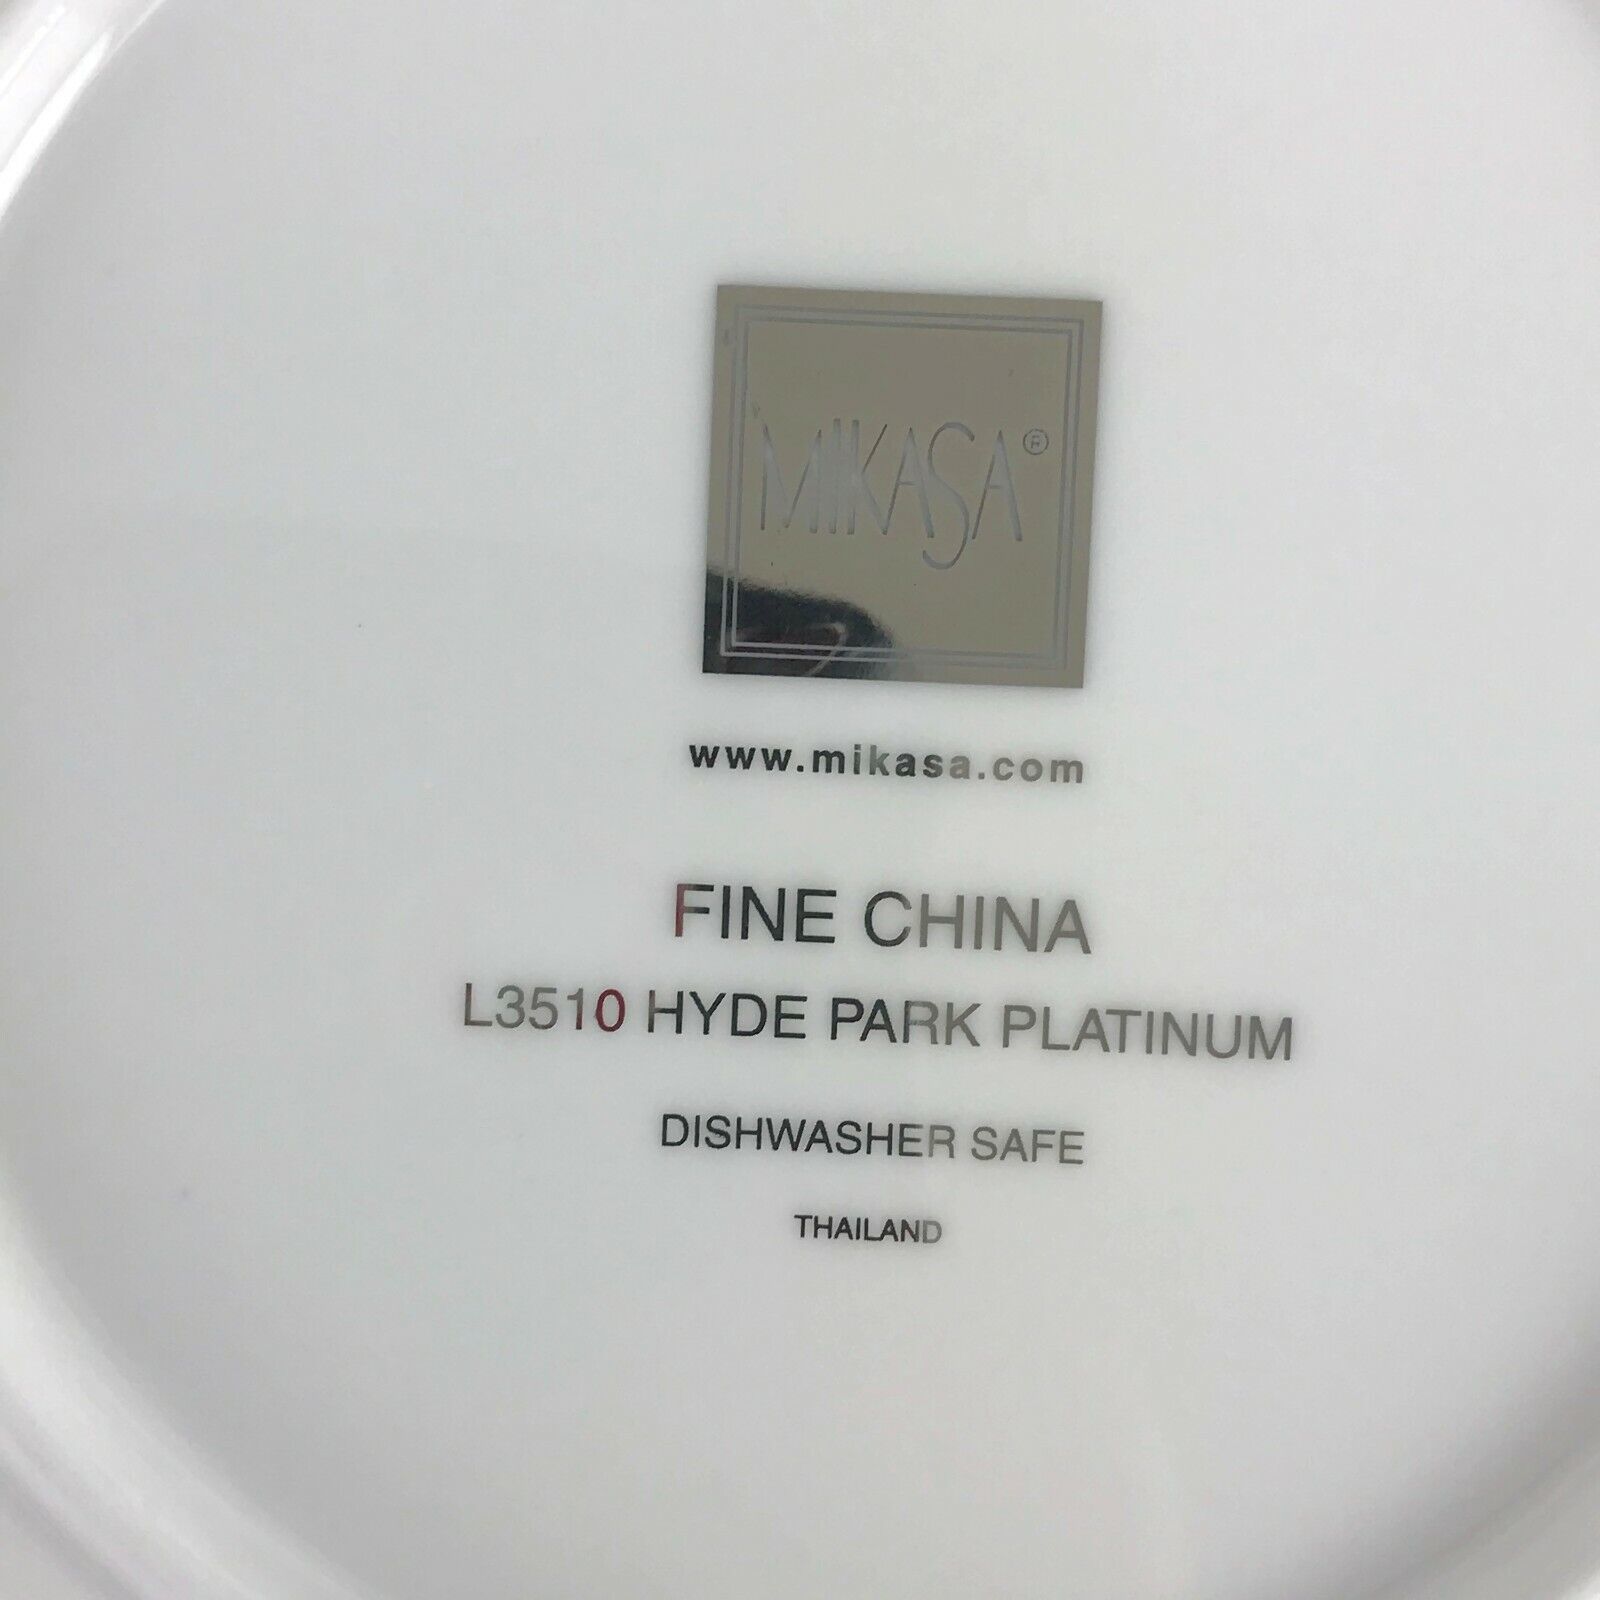 MIKASA®
www.mikasa.com
FINE CHINA
L3510 HYDE PARK PLATINUM
DISHWASHER SAFE
THAILAND